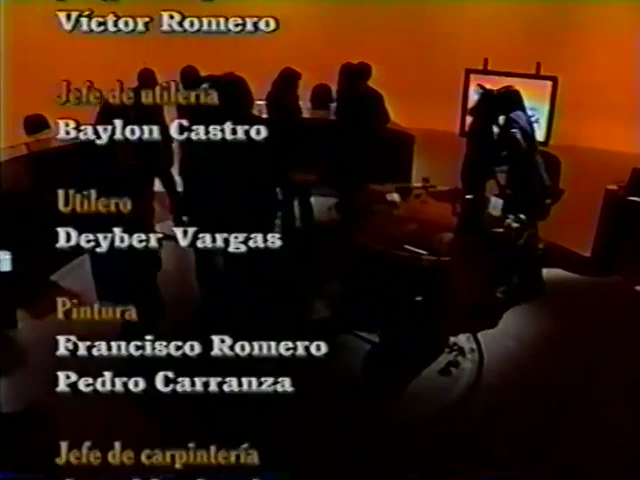 Víctor Romero
Jefe de utilería
Baylon Castro
Utilero
Deyber Vargas
Pintura
Francisco Romero
Pedro Carranza
Jefe de carpintería